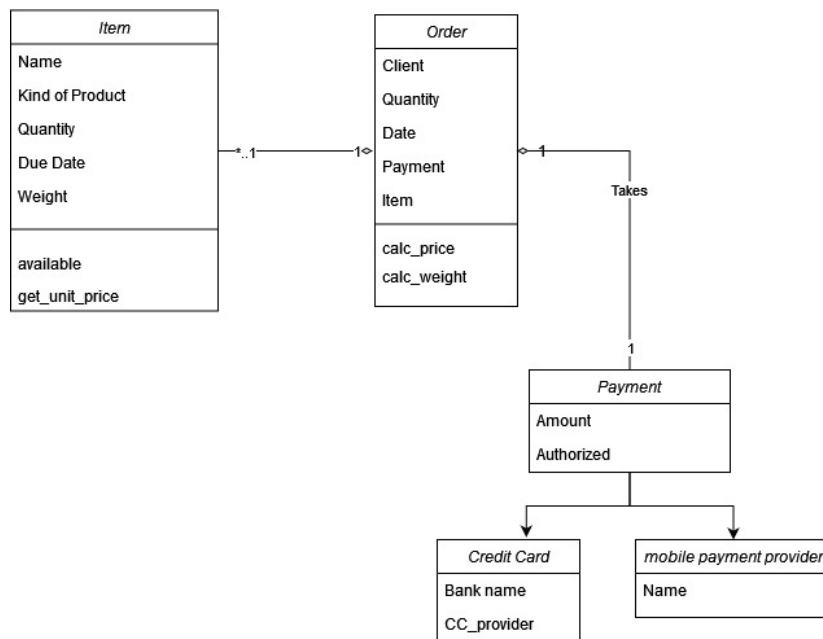 Item
Name
Kind of Product
Quantity
Due Date
Weight
available
get_unit_price
*..1
1
Order
Client
Quantity
Date
Payment
Item
calc_price
calc_weight
1
Takes
1
Payment
Amount
Authorized
Credit Card
Bank name
CC_provider
mobile payment provider
Name